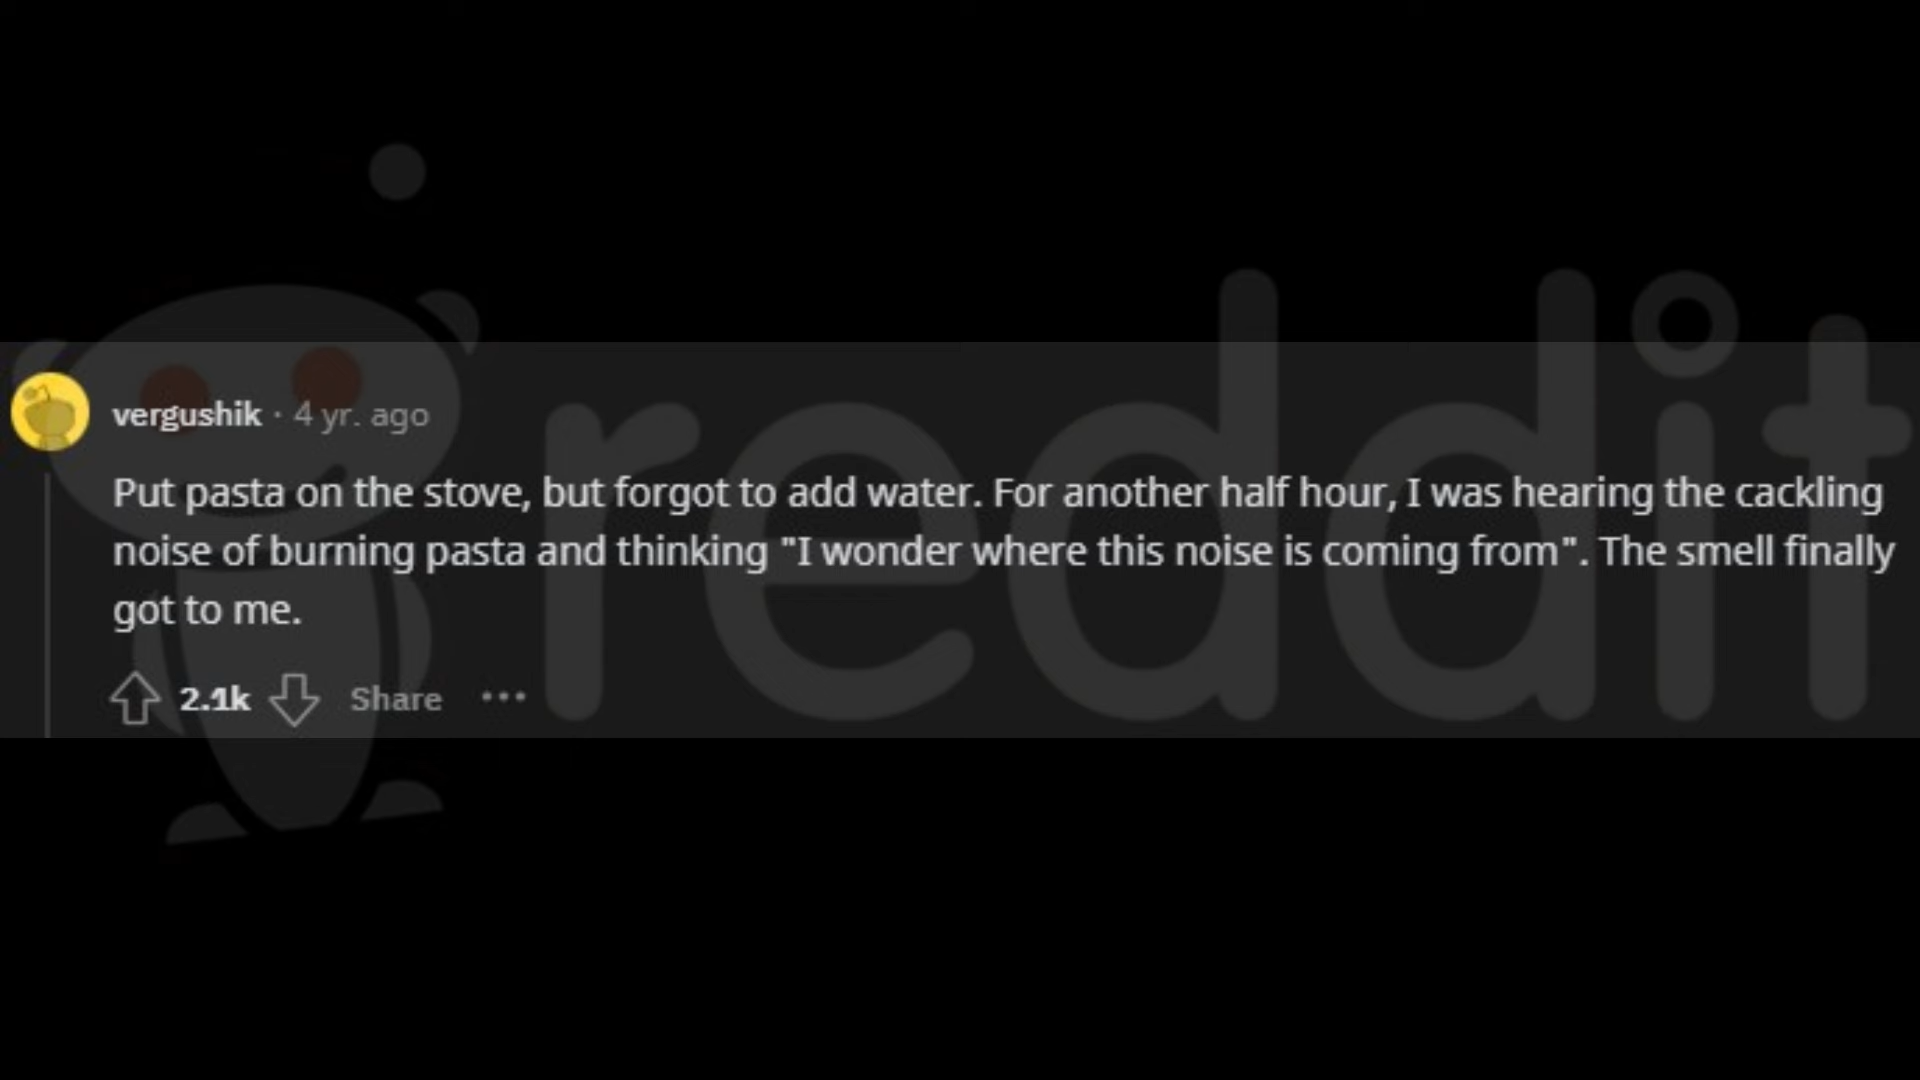 vergushik · 4 yr. ago
Put pasta on the stove, but forgot to add water. For another half hour, I was hearing the cackling
noise of burning pasta and thinking "I wonder where this noise is coming from". The smell finally
got to me.
2.1k Share ···
reddit